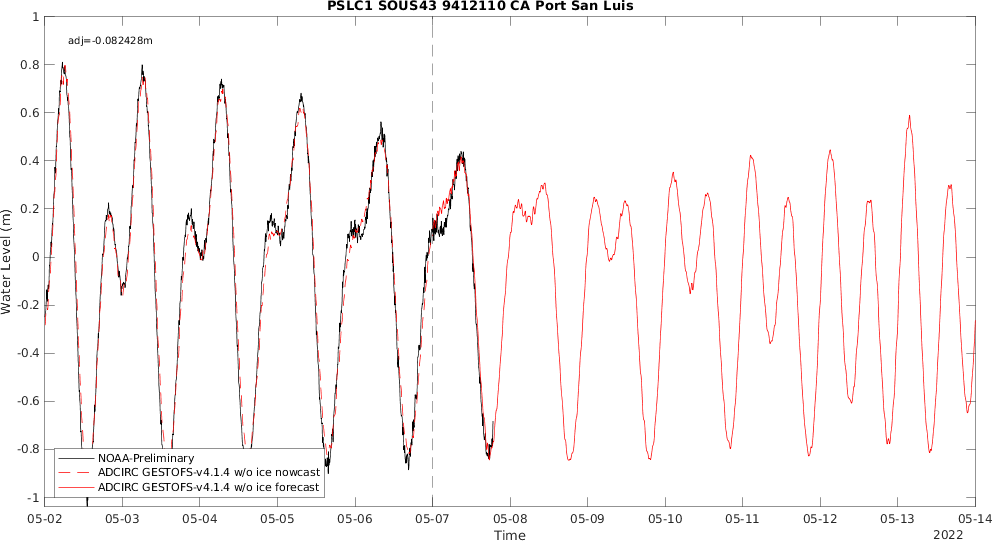 PSLC1 SOUS43 9412110 CA Port San Luis
adj=-0.082428m
1
0.8
0.6
0.4
0.2
0
-0.2
-0.4
-0.6
-0.8
-1
Water Level (m)
NOAA-Preliminary
ADCIRC GESTOFS-v4.1.4 w/o ice nowcast
ADCIRC GESTOFS-v4.1.4 w/o ice forecast
05-02 05-03 05-04 05-05 05-06 05-07 05-08 05-09 05-10 05-11 05-12 05-13 05-14
Time
2022